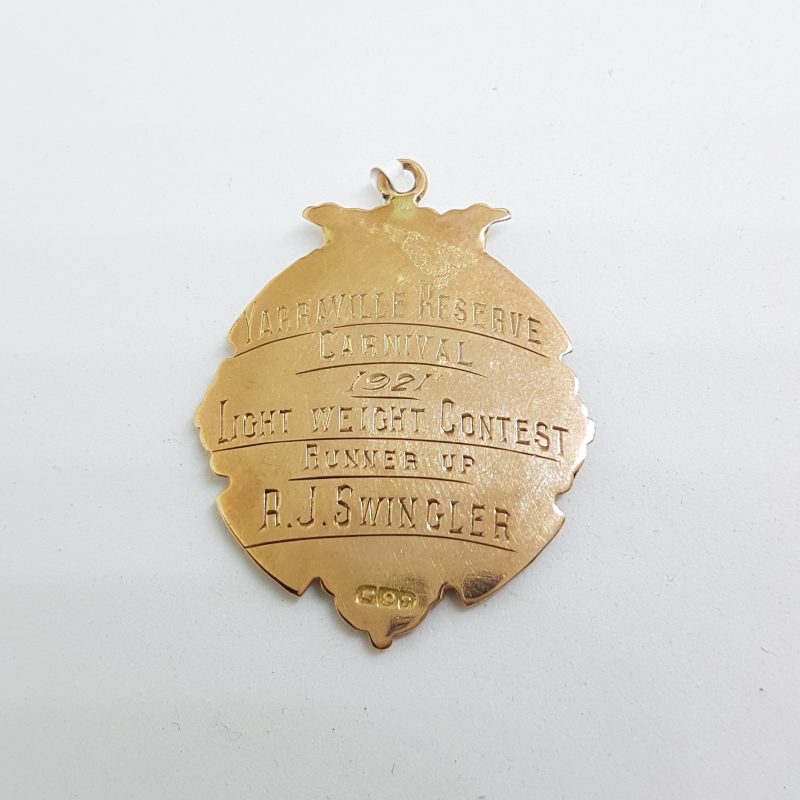 YARRAVILLE RESERVE
CARNIVAL
1921
LIGHT WEIGHT CONTEST
RUNNER UP
R.J. SWINGLER